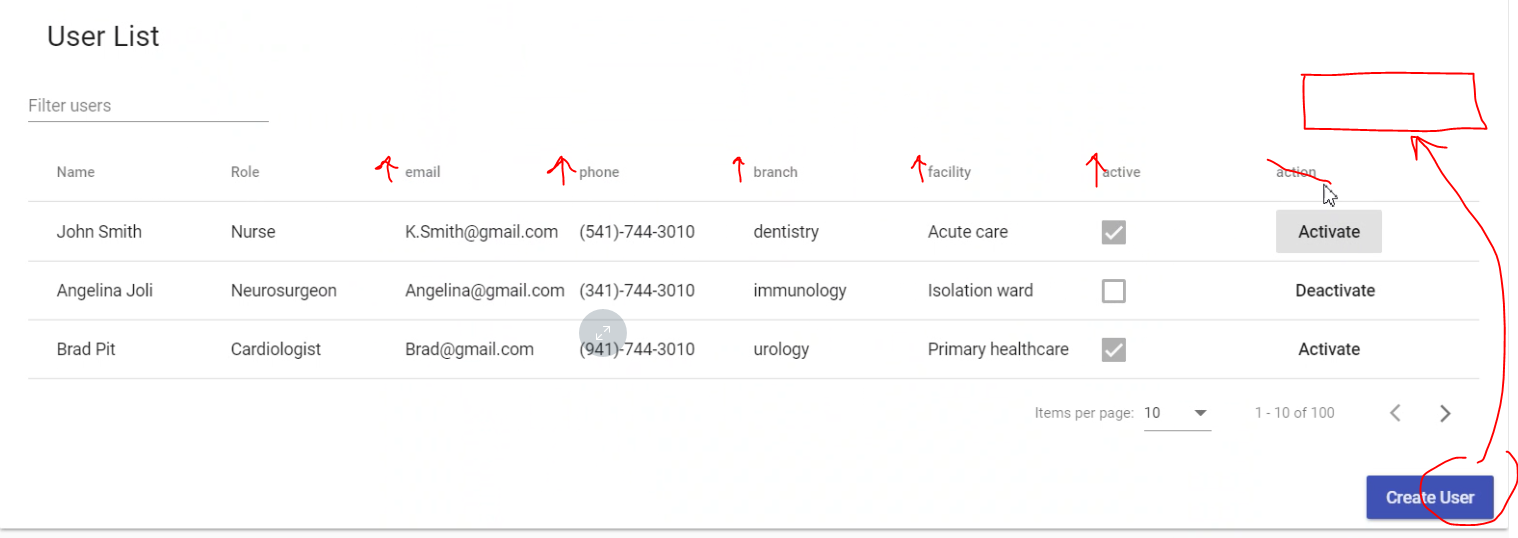 User List
Filter users
Name Role email phone branch facility active action
John Smith Nurse K.Smith@gmail.com (541)-744-3010 dentistry Acute care Activate
Angelina Joli Neurosurgeon Angelina@gmail.com (341)-744-3010 immunology Isolation ward Deactivate
Brad Pit Cardiologist Brad@gmail.com (941)-744-3010 urology Primary healthcare Activate
Items per page: 10 1 - 10 of 100
Create User